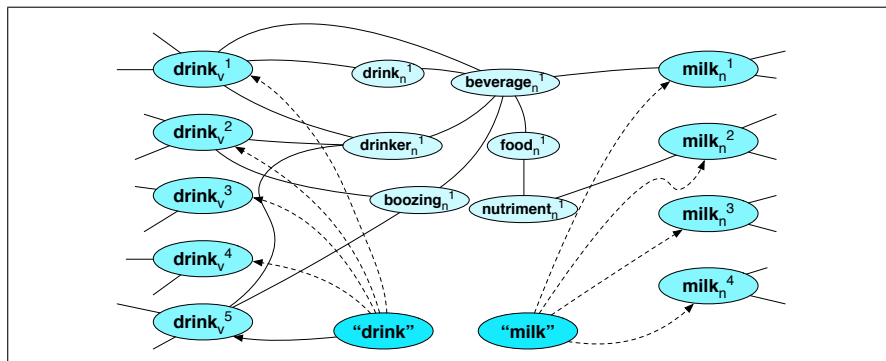 drink_v^1
drink_n^1
beverage_n^1
milk_n^1
drink_v^2
drinker_n^1
food_n^1
milk_n^2
drink_v^3
boozing_n^1
nutriment_n^1
milk_n^3
drink_v^4
milk_n^4
drink_v^5
“drink”
“milk”